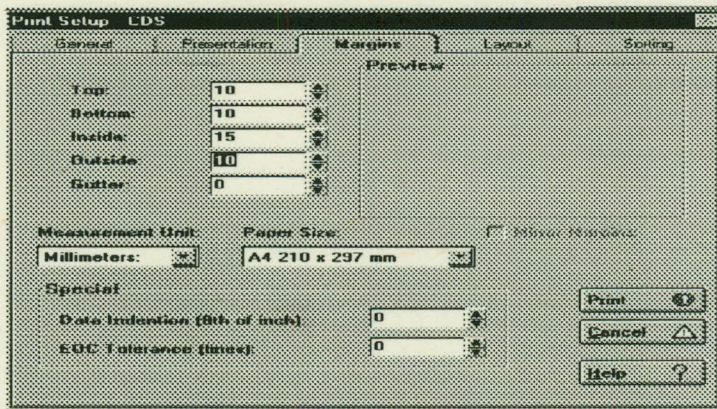 Print Setup CDS
General Presentation Margins Layout Sorting
Preview
Top: 10
Bottom: 10
Inside: 15
Outside: 10
Gutter: 0
Measurement Unit: Paper Size: Mirror Margins
Millimeters: A4 210 x 297 mm
Special
Data Indention (8th of inch) 0
EOC Tolerance (lines): 0
Print
Cancel
Help ?